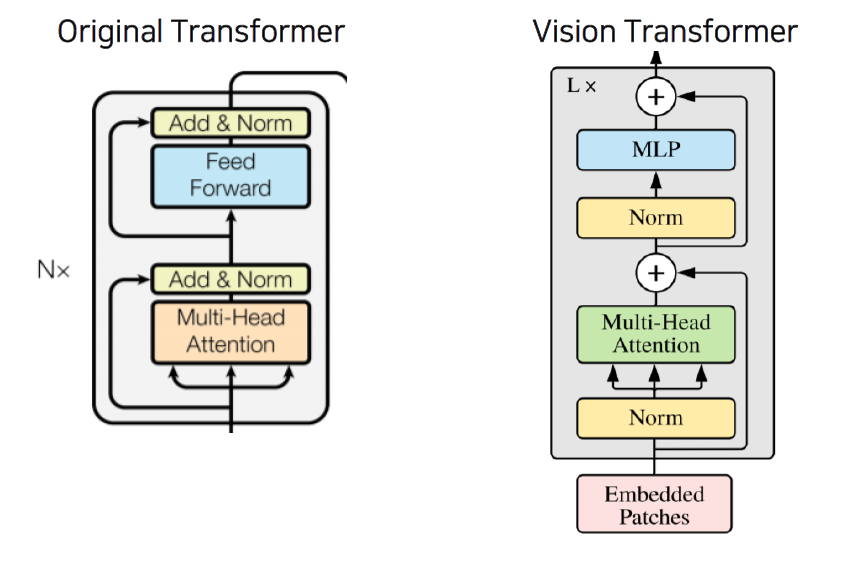 Original Transformer
Add & Norm
Feed
Forward
N×
Add & Norm
Multi-Head
Attention
Vision Transformer
L ×
+
MLP
Norm
+
Multi-Head
Attention
Norm
Embedded
Patches